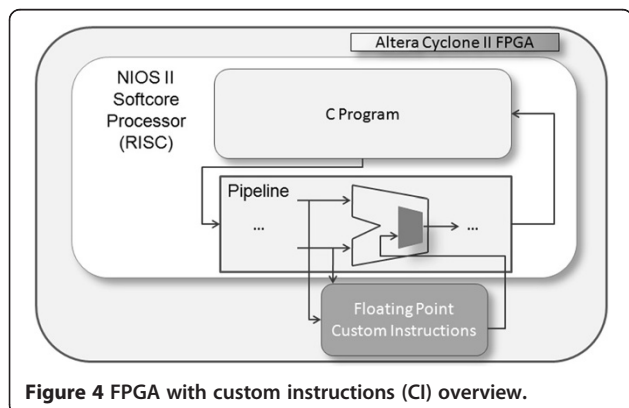 Altera Cyclone II FPGA
NIOS II
Softcore
Processor
(RISC)
C Program
Pipeline
...
...
Floating Point
Custom Instructions
Figure 4 FPGA with custom instructions (CI) overview.